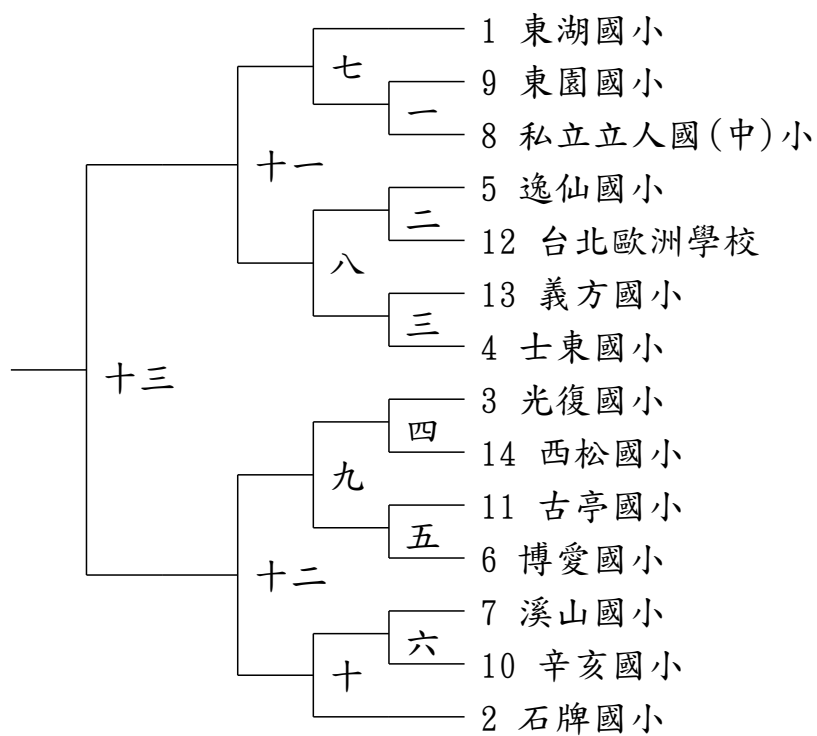 1 東湖國小
七
9 東園國小
一
8 私立立人國(中)小
十一
5 逸仙國小
二
12 台北歐洲學校
八
13 義方國小
三
4 士東國小
十三
3 光復國小
四
14 西松國小
九
11 古亭國小
五
6 博愛國小
十二
7 溪山國小
六
10 辛亥國小
十
2 石牌國小